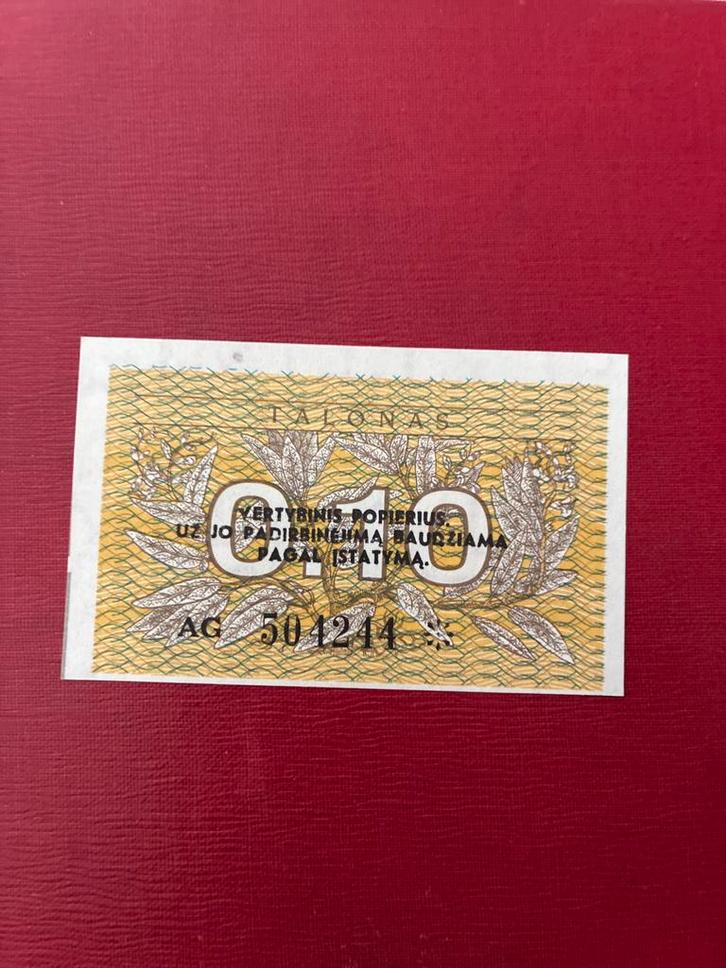 TALONAS
0.10
VERTYBINIS POPIERIUS.
UŽ JO PADIRBINĖJIMĄ BAUDŽIAMA
PAGAL ĮSTATYMĄ.
AG 504244